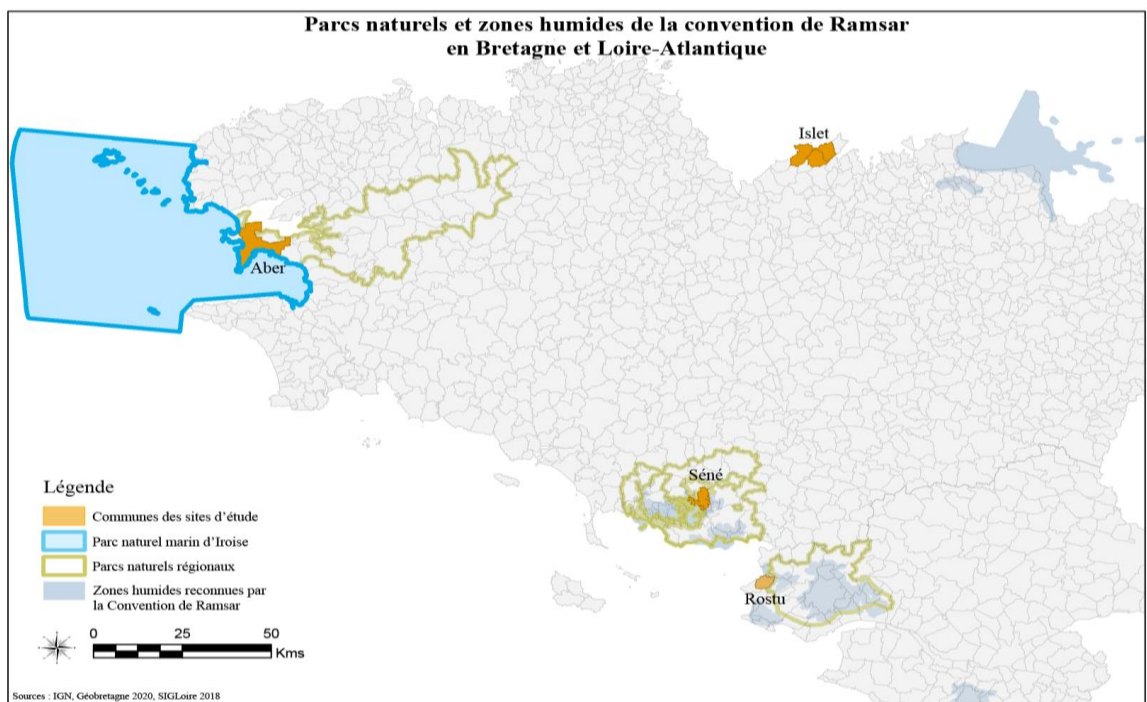 Parcs naturels et zones humides de la convention de Ramsar
en Bretagne et Loire-Atlantique
Islet
Aber
Séné
Rostu
Légende
Communes des sites d'étude
Parc naturel marin d'Iroise
Parcs naturels régionaux
Zones humides reconnues par
la Convention de Ramsar
0 25 50
Kms
Sources : IGN, Géobretagne 2020, SIGLoire 2018